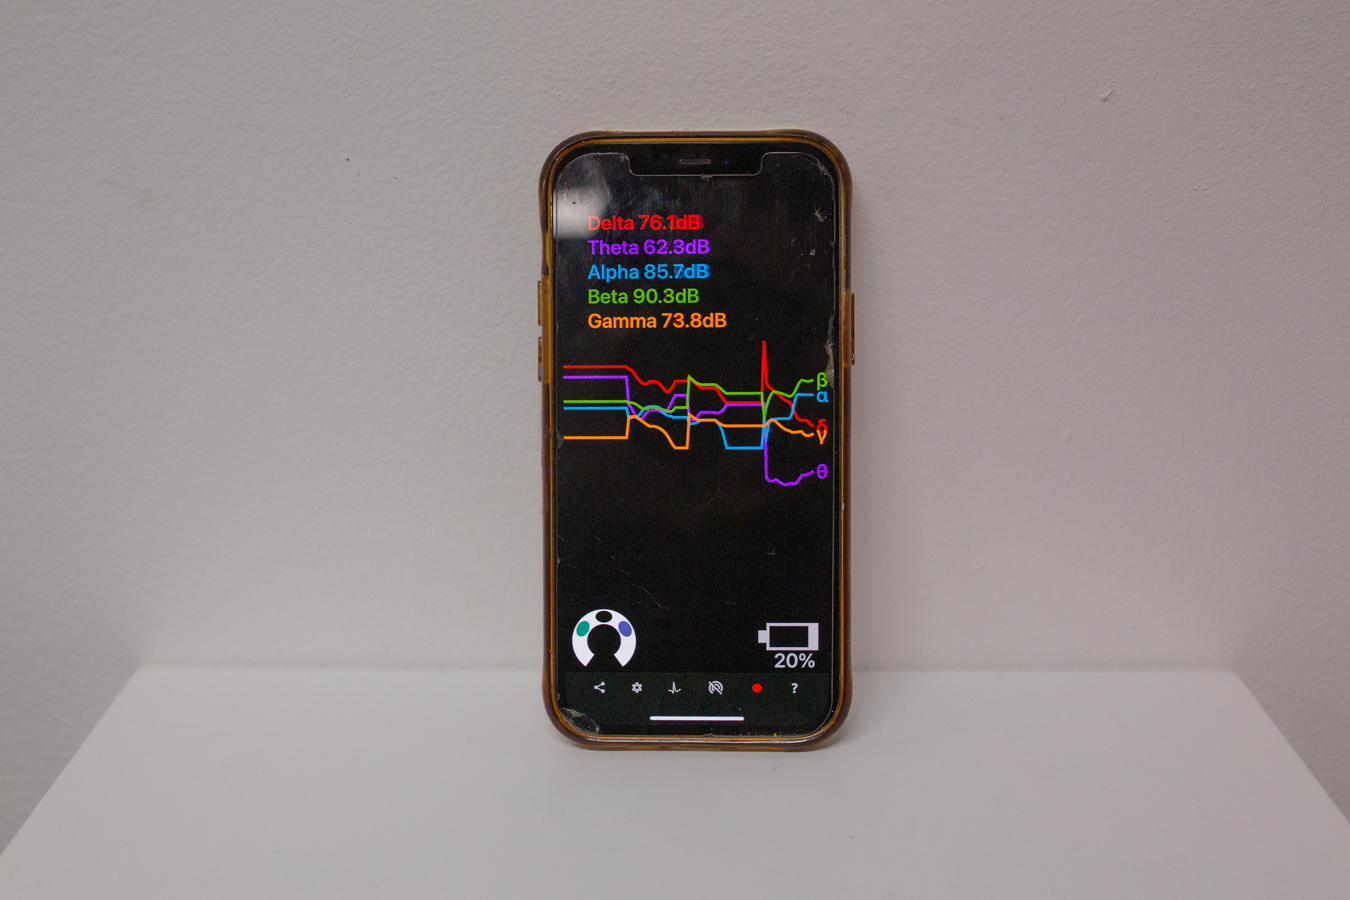 Delta 76.1dB
Theta 62.3dB
Alpha 85.7dB
Beta 90.3dB
Gamma 73.8dB
β
α
δ
γ
θ
20%
?